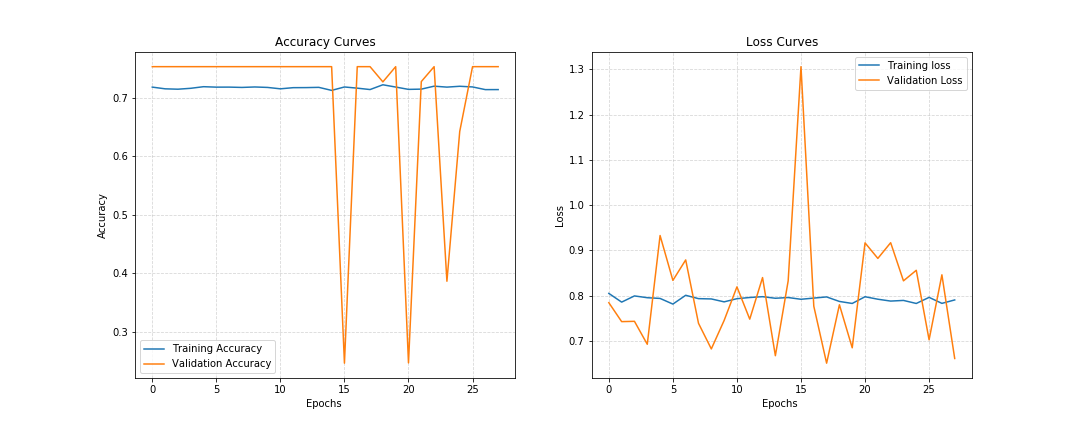 Accuracy Curves
Accuracy
0.7
0.6
0.5
0.4
0.3
Training Accuracy
Validation Accuracy
0 5 10 15 20 25
Epochs
Loss Curves
Loss
1.3
1.2
1.1
1.0
0.9
0.8
0.7
Training loss
Validation Loss
0 5 10 15 20 25
Epochs